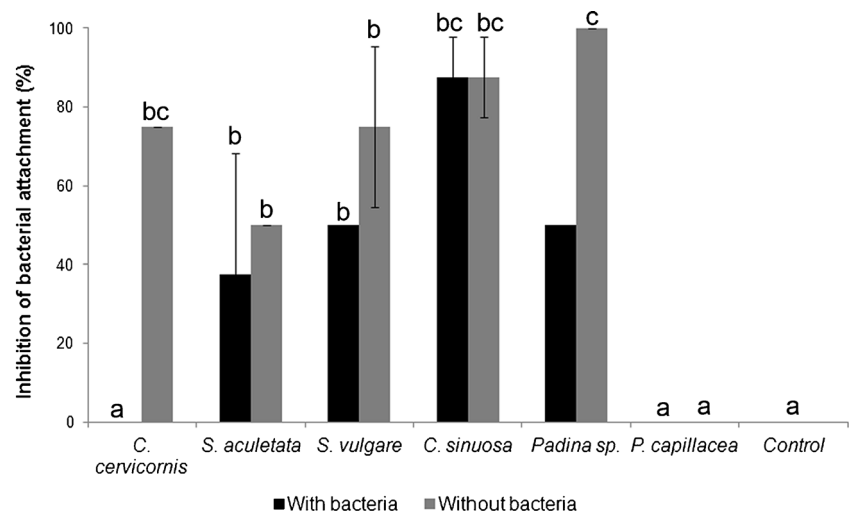 Inhibition of bacterial attachment (%)
100
80
60
40
20
0
a
bc
b
b
b
b
bc
bc
c
a
a
a
C. cervicornis
S. aculetata
S. vulgare
C. sinuosa
Padina sp.
P. capillacea
Control
With bacteria
Without bacteria